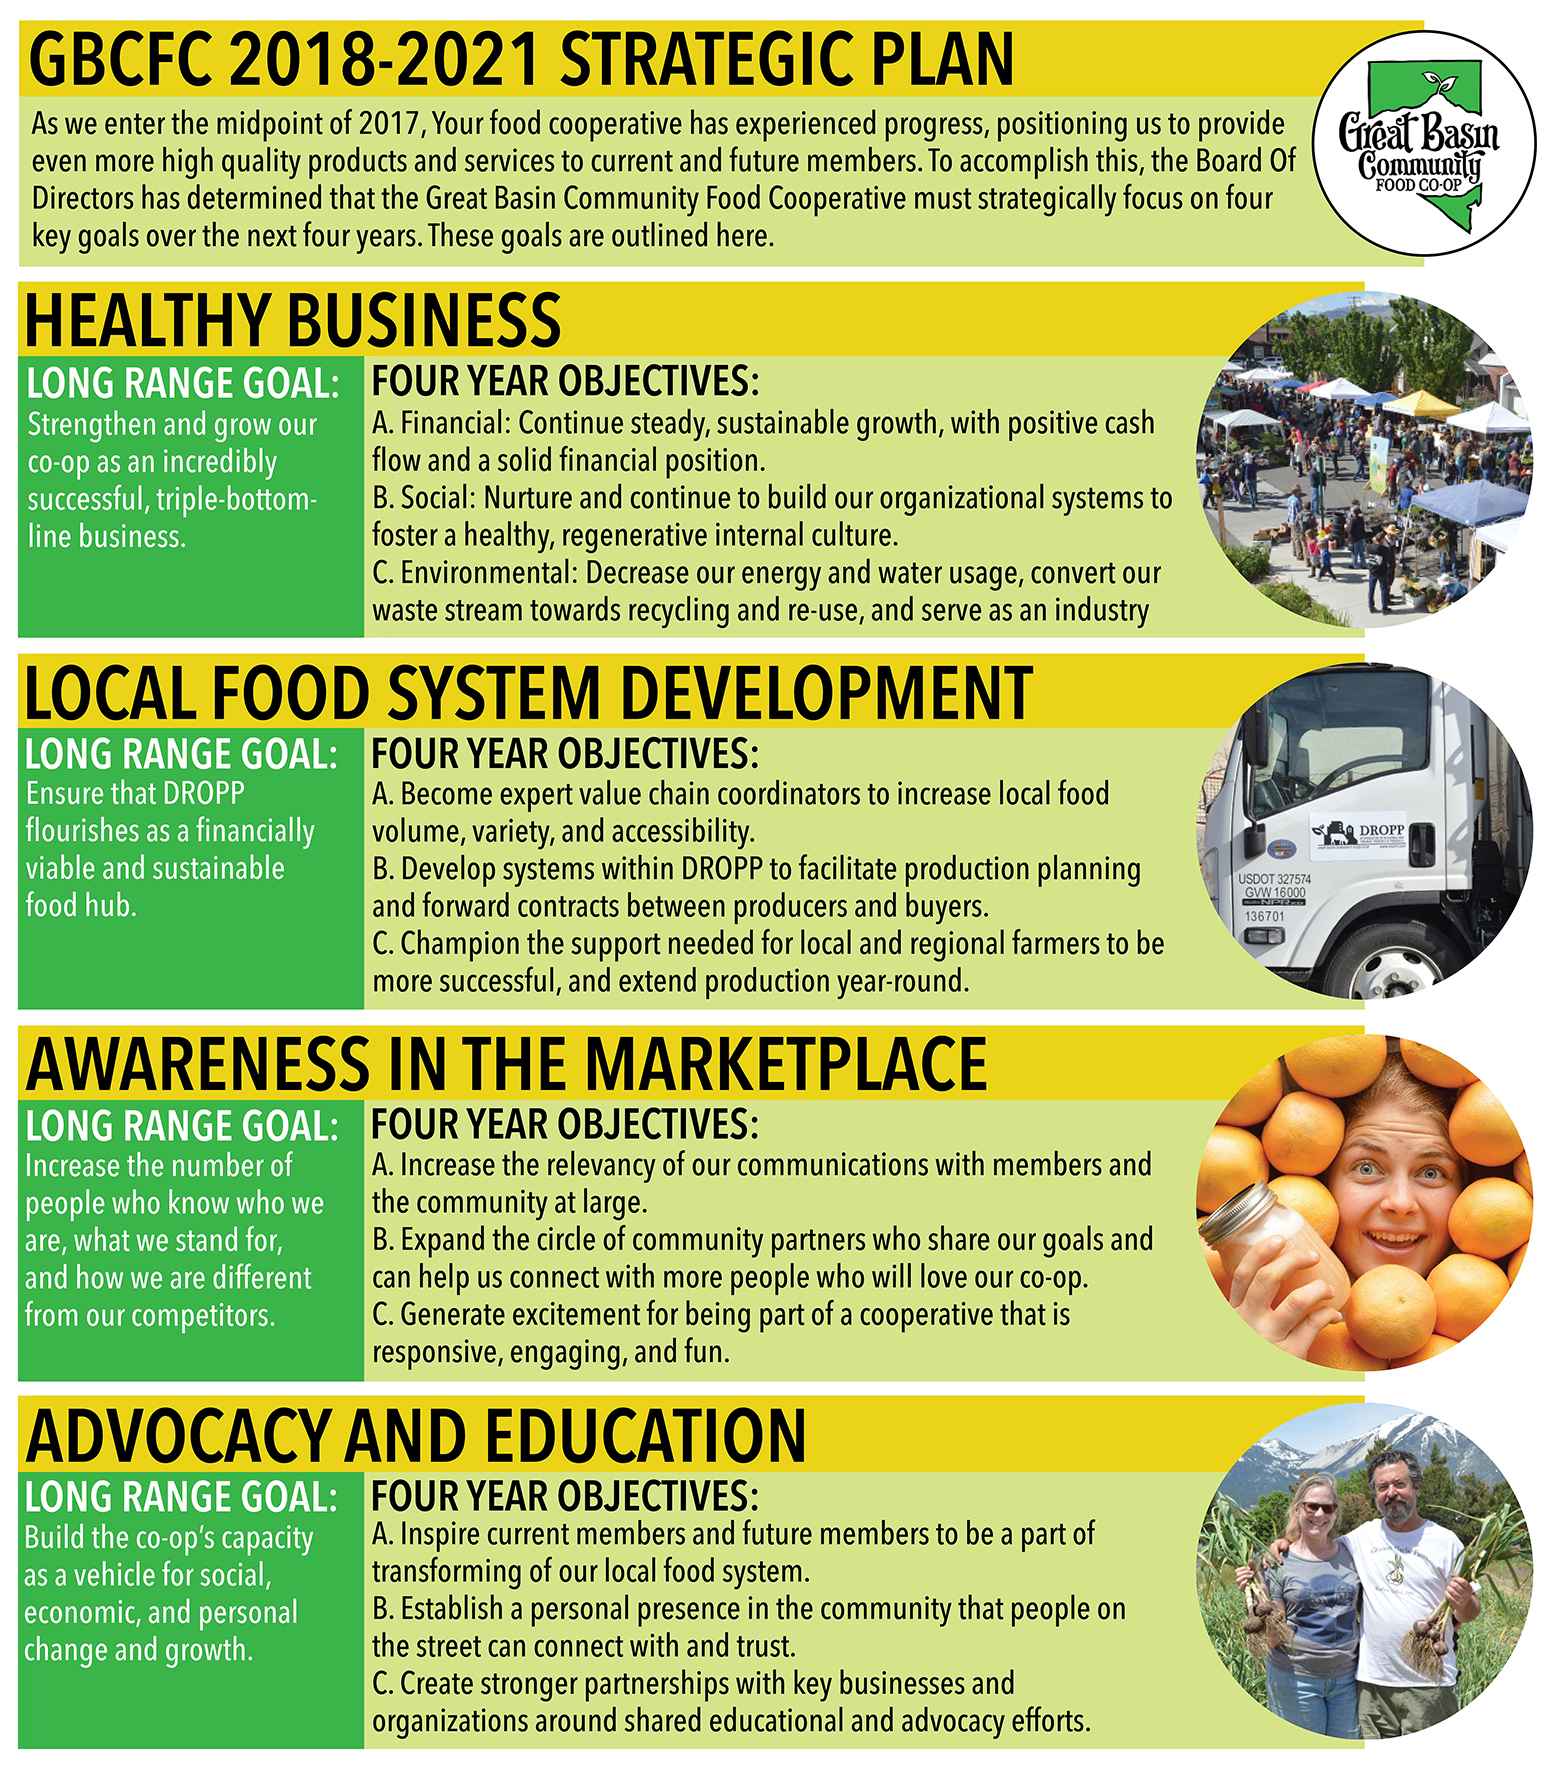 GBCFC 2018-2021 STRATEGIC PLAN
As we enter the midpoint of 2017, Your food cooperative has experienced progress, positioning us to provide
even more high quality products and services to current and future members. To accomplish this, the Board Of
Directors has determined that the Great Basin Community Food Cooperative must strategically focus on four
key goals over the next four years. These goals are outlined here.
Great Basin
Community
FOOD CO-OP
HEALTHY BUSINESS
LONG RANGE GOAL:
Strengthen and grow our
co-op as an incredibly
successful, triple-bottom-
line business.
FOUR YEAR OBJECTIVES:
A. Financial: Continue steady, sustainable growth, with positive cash
flow and a solid financial position.
B. Social: Nurture and continue to build our organizational systems to
foster a healthy, regenerative internal culture.
C. Environmental: Decrease our energy and water usage, convert our
waste stream towards recycling and re-use, and serve as an industry
LOCAL FOOD SYSTEM DEVELOPMENT
LONG RANGE GOAL:
Ensure that DROPP
flourishes as a financially
viable and sustainable
food hub.
FOUR YEAR OBJECTIVES:
A. Become expert value chain coordinators to increase local food
volume, variety, and accessibility.
B. Develop systems within DROPP to facilitate production planning
and forward contracts between producers and buyers.
C. Champion the support needed for local and regional farmers to be
more successful, and extend production year-round.
DROPP
USDOT 327574
GVW 16000
NPR
136701
AWARENESS IN THE MARKETPLACE
LONG RANGE GOAL:
Increase the number of
people who know who we
are, what we stand for,
and how we are different
from our competitors.
FOUR YEAR OBJECTIVES:
A. Increase the relevancy of our communications with members and
the community at large.
B. Expand the circle of community partners who share our goals and
can help us connect with more people who will love our co-op.
C. Generate excitement for being part of a cooperative that is
responsive, engaging, and fun.
ADVOCACY AND EDUCATION
LONG RANGE GOAL:
Build the co-op's capacity
as a vehicle for social,
economic, and personal
change and growth.
FOUR YEAR OBJECTIVES:
A. Inspire current members and future members to be a part of
transforming of our local food system.
B. Establish a personal presence in the community that people on
the street can connect with and trust.
C. Create stronger partnerships with key businesses and
organizations around shared educational and advocacy efforts.